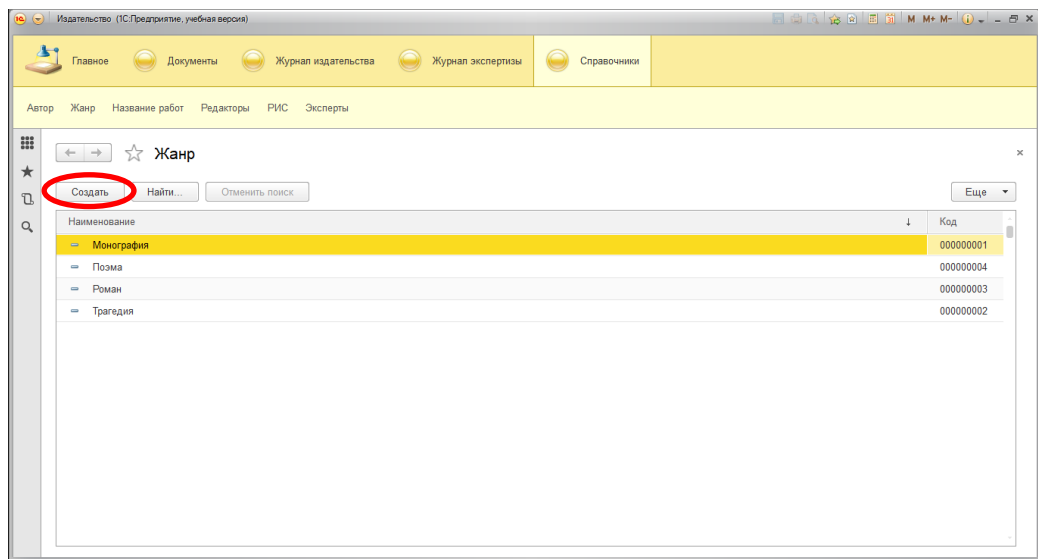 Издательство (1С:Предприятие, учебная версия) M M+ M-
Главное Документы Журнал издательства Журнал экспертизы Справочники
Автор Жанр Название работ Редакторы РИС Эксперты
Жанр
Создать Найти... Отменить поиск Еще
Наименование ↓ Код
Монография 000000001
Поэма 000000004
Роман 000000003
Трагедия 000000002